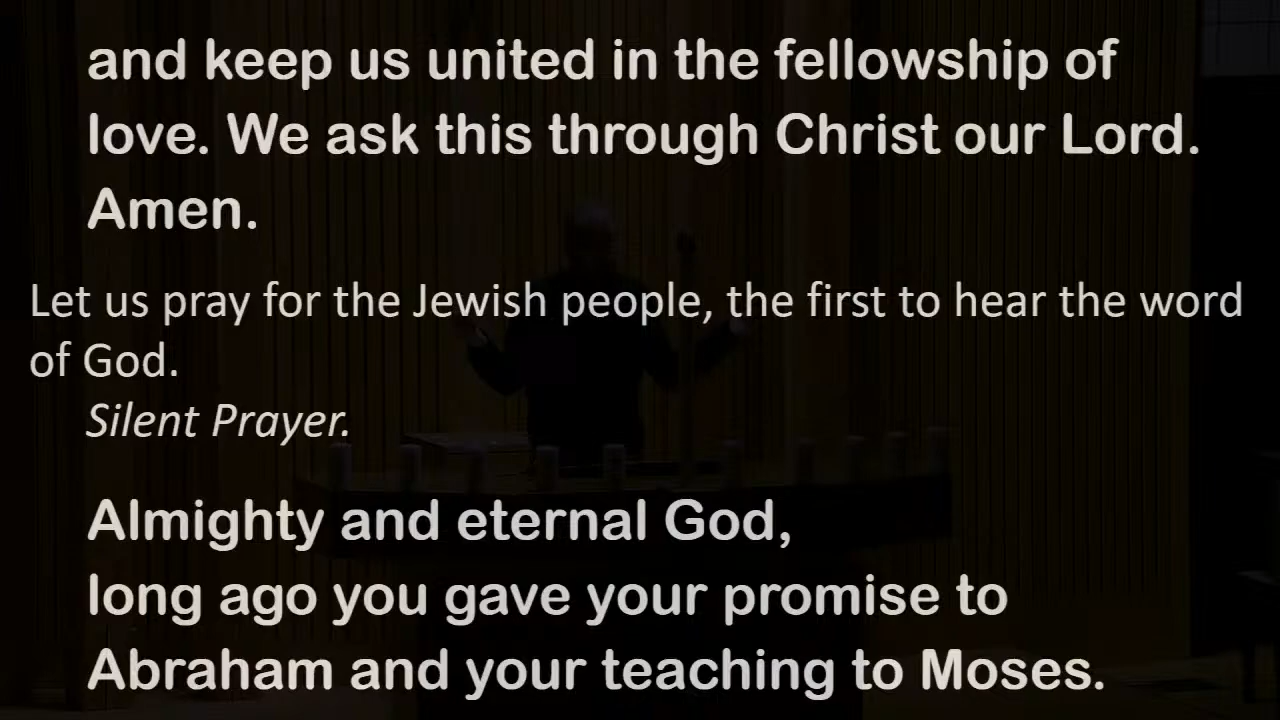 and keep us united in the fellowship of
love. We ask this through Christ our Lord.
Amen.
Let us pray for the Jewish people, the first to hear the word
of God.
Silent Prayer.
Almighty and eternal God,
long ago you gave your promise to
Abraham and your teaching to Moses.